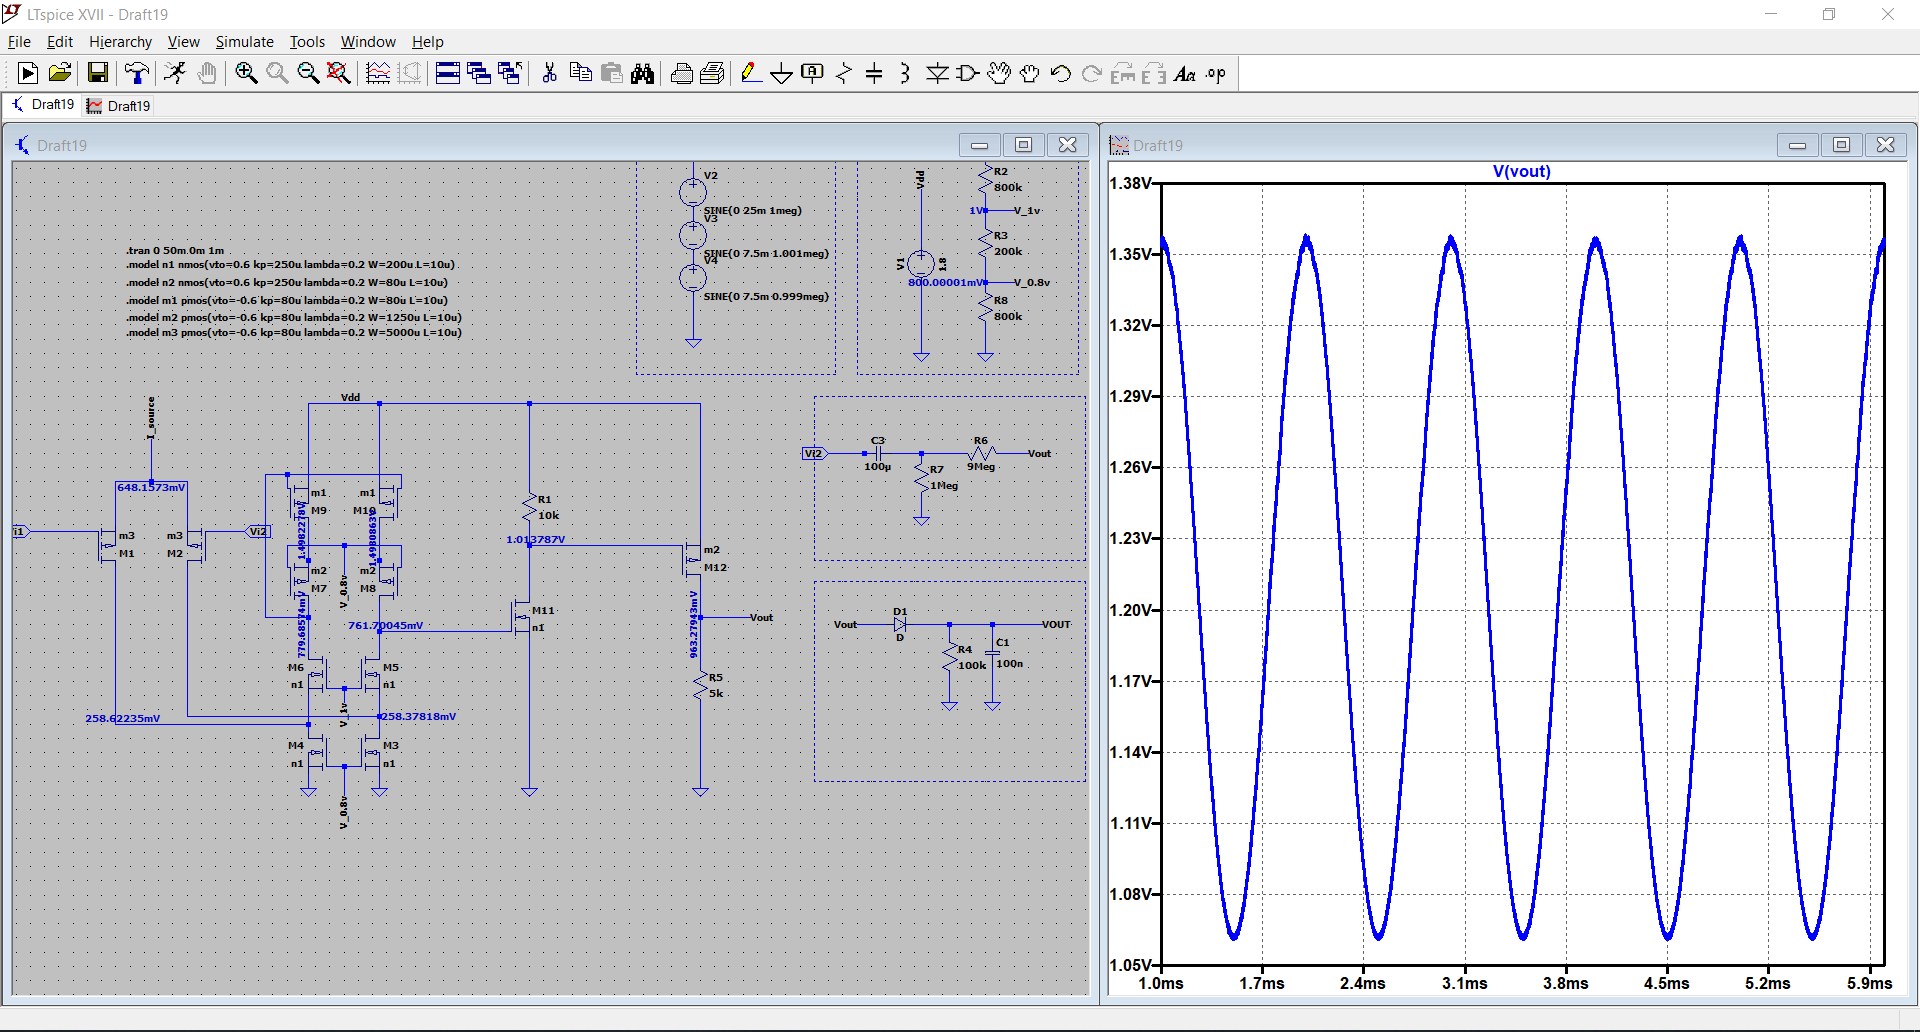 LTspice XVII - Draft19
File Edit Hierarchy View Simulate Tools Window Help
.op
Draft19 Draft19
Draft19
V2
SINE(0 25m 1meg)
V3
SINE(0 7.5m 1.001meg)
V4
SINE(0 7.5m 0.999meg)
Vdd
V1
1.8
R2
800k
1V
V_1v
R3
200k
800.00001mV
V_0.8v
R8
800k
.tran 0 50m 0m 1m
.model n1 nmos(vto=0.6 kp=250u lambda=0.2 W=200u L=10u)
.model n2 nmos(vto=0.6 kp=250u lambda=0.2 W=80u L=10u)
.model m1 pmos(vto=-0.6 kp=80u lambda=0.2 W=80u L=10u)
.model m2 pmos(vto=-0.6 kp=80u lambda=0.2 W=1250u L=10u)
.model m3 pmos(vto=-0.6 kp=80u lambda=0.2 W=5000u L=10u)
I_source
648.1573mV
i1
m3
M1
m3
M2
Vi2
Vdd
m1
M9
m1
M10
1.4982278V
1.4980863V
m2
M7
m2
M8
V_0.8v
779.68574mV
761.70045mV
M6
n1
M5
n1
V_1v
258.62235mV
258.37818mV
M4
n1
M3
n1
V_0.8v
R1
10k
1.013787V
M11
n1
m2
M12
963.27943mV
Vout
R5
5k
Vi2
C3
100µ
R7
1Meg
R6
9Meg
Vout
Vout
D1
D
R4
100k
C1
100n
VOUT
Draft19
V(vout)
1.38V
1.35V
1.32V
1.29V
1.26V
1.23V
1.20V
1.17V
1.14V
1.11V
1.08V
1.05V
1.0ms 1.7ms 2.4ms 3.1ms 3.8ms 4.5ms 5.2ms 5.9ms